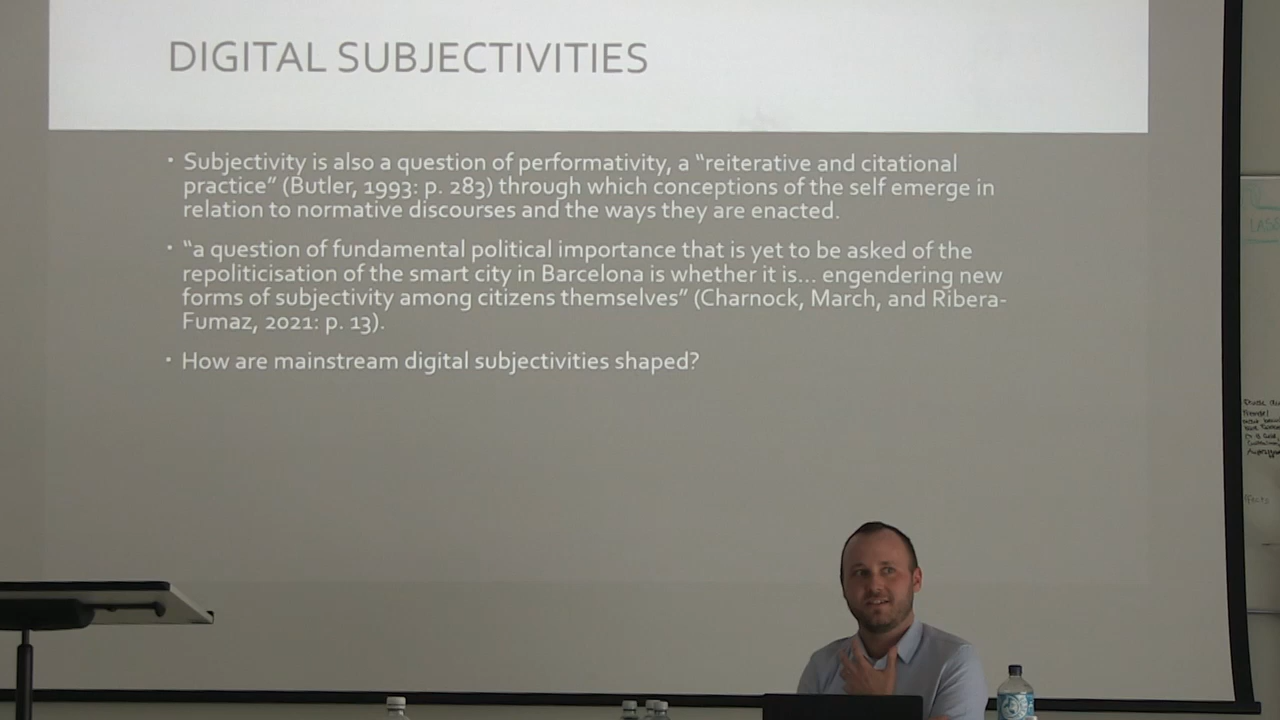 DIGITAL SUBJECTIVITIES
• Subjectivity is also a question of performativity, a “reiterative and citational
practice” (Butler, 1993: p. 283) through which conceptions of the self emerge in
relation to normative discourses and the ways they are enacted.
• “a question of fundamental political importance that is yet to be asked of the
repoliticisation of the smart city in Barcelona is whether it is... engendering new
forms of subjectivity among citizens themselves” (Charnock, March, and Ribera-
Fumaz, 2021: p. 13).
• How are mainstream digital subjectivities shaped?